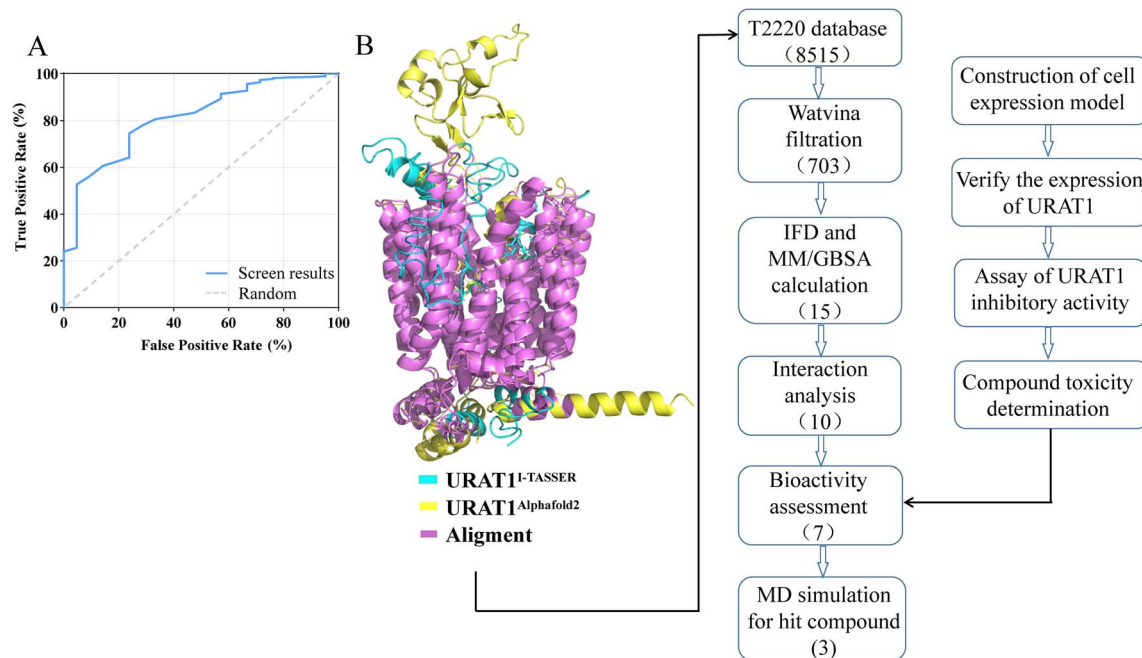 A
True Positive Rate (%)
100
80
60
40
20
0
Screen results
Random
0 20 40 60 80 100
False Positive Rate (%)
B
URAT1I-TASSER
URAT1Alphafold2
Aligment
T2220 database
(8515)
Watvina
filtration
(703)
IFD and
MM/GBSA
calculation
(15)
Interaction
analysis
(10)
Bioactivity
assessment
(7)
MD simulation
for hit compound
(3)
Construction of cell
expression model
Verify the expression
of URAT1
Assay of URAT1
inhibitory activity
Compound toxicity
determination